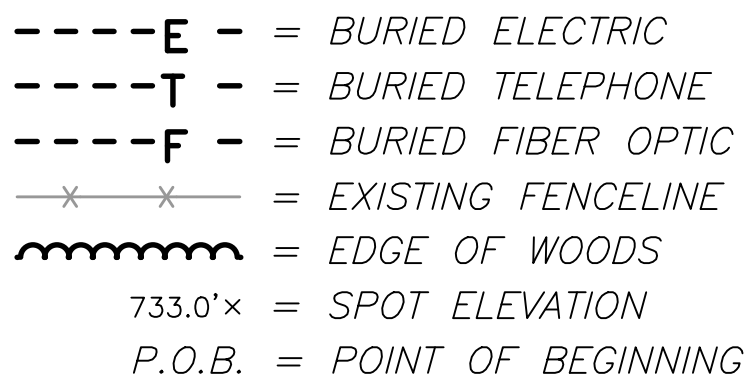 E = BURIED ELECTRIC
T = BURIED TELEPHONE
F = BURIED FIBER OPTIC
= EXISTING FENCELINE
= EDGE OF WOODS
733.0'× = SPOT ELEVATION
P.O.B. = POINT OF BEGINNING